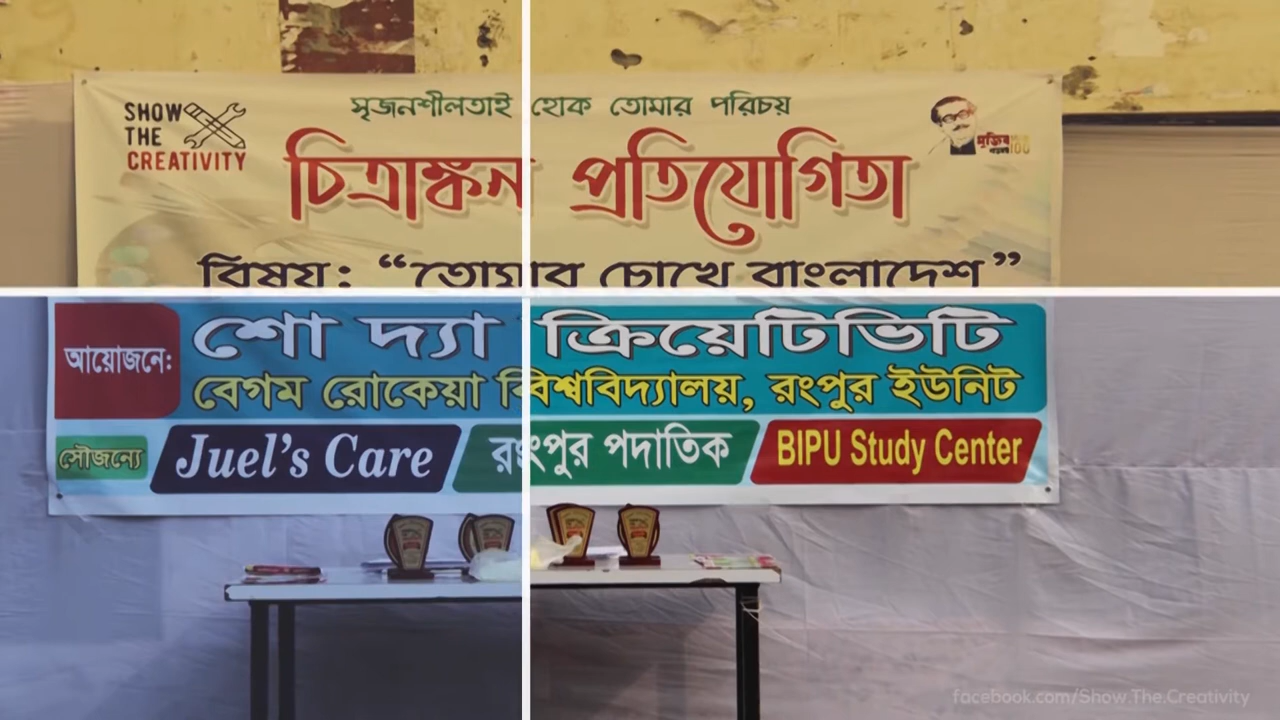 SHOW
THE
CREATIVITY
সৃজনশীলতাই হোক তোমার পরিচয়
চিত্রাঙ্কন প্রতিযোগিতা
বিষয়: “তোমার চোখে বাংলাদেশ”
আয়োজনে:
শো দ্যা ক্রিয়েটিভিটি
বেগম রোকেয়া বিশ্ববিদ্যালয়, রংপুর ইউনিট
সৌজন্যে
Juel's Care
রংপুর পদাতিক
BIPU Study Center
facebook.com/Show.The.Creativity